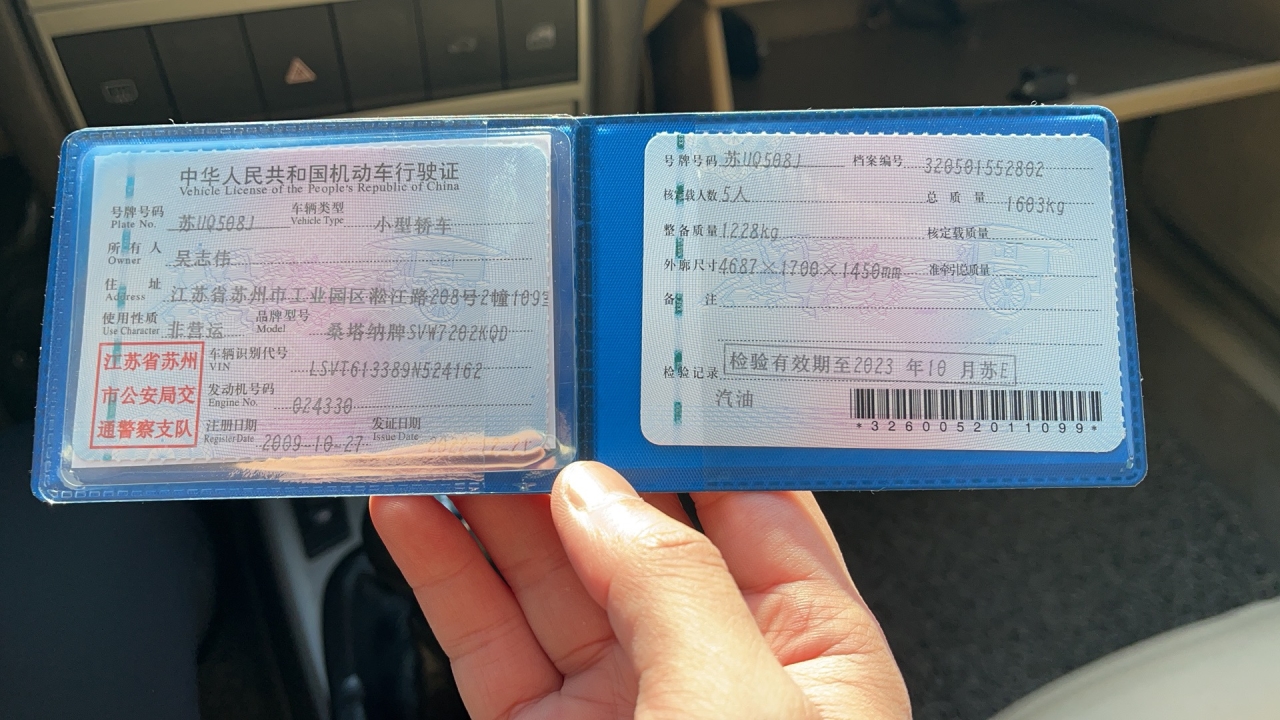 中华人民共和国机动车行驶证
Vehicle License of the People's Republic of China
号牌号码 苏UQ508J 车辆类型 小型轿车
Plate No. Vehicle Type
所有人 吴志伟
Owner
住址 江苏省苏州市工业园区淞江路208号2幢109室
Address
使用性质 非营运 品牌型号 桑塔纳牌SVW7202KQD
Use Character Model
江苏省苏州
市公安局交
通警察支队
车辆识别代号 LSVT613389N524162
VIN
发动机号码 024330
Engine No.
注册日期 2009-10-27 发证日期
Register Date Issue Date
号牌号码 苏UQ508J 档案编号 320501552802
核定载人数 5人 总质量 1603kg
整备质量 1228kg 核定载质量
外廓尺寸 4687×1700×1450mm 准牵引总质量
备注
检验记录 检验有效期至2023年10月苏E
汽油
*3260052011099*